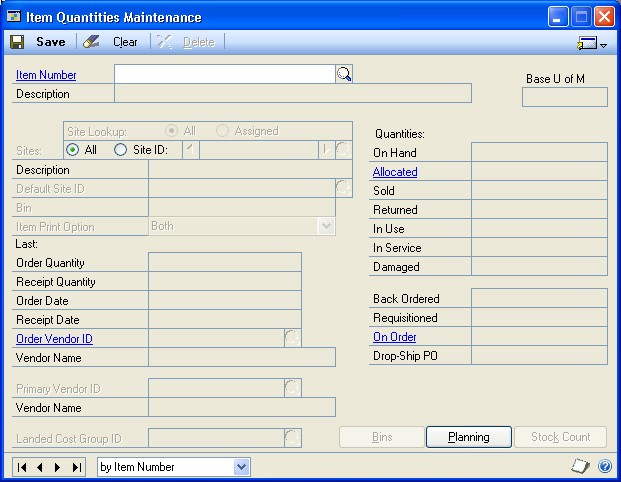 Item Quantities Maintenance
Save Clear Delete
Item Number
Base U of M
Description
Site Lookup: All Assigned
Sites: All Site ID:
Description
Default Site ID
Bin
Item Print Option Both
Last:
Order Quantity
Receipt Quantity
Order Date
Receipt Date
Order Vendor ID
Vendor Name
Primary Vendor ID
Vendor Name
Landed Cost Group ID
Quantities:
On Hand
Allocated
Sold
Returned
In Use
In Service
Damaged
Back Ordered
Requisitioned
On Order
Drop-Ship PO
Bins Planning Stock Count
by Item Number